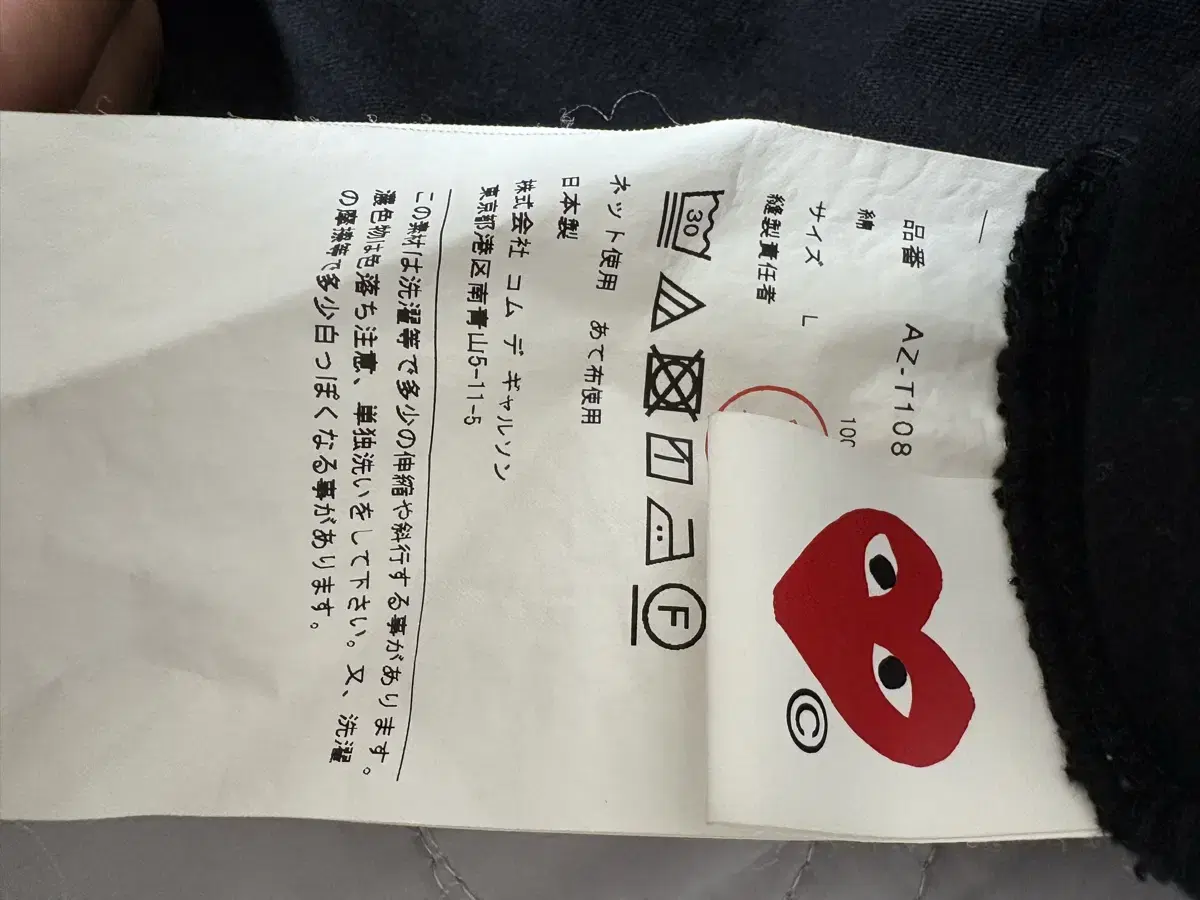 品番 AZ-T108
綿 100
サイズ L
縫製責任者
30
F
ネット使用 あて布使用
日本製
株式会社 コム デ ギャルソン
東京都港区南青山5-11-5
この素材は洗濯等で多少の伸縮や斜行する事があります。
濃色物は色落ち注意、単独洗いをして下さい。又、洗濯
の摩擦等で多少白っぽくなる事があります。
©